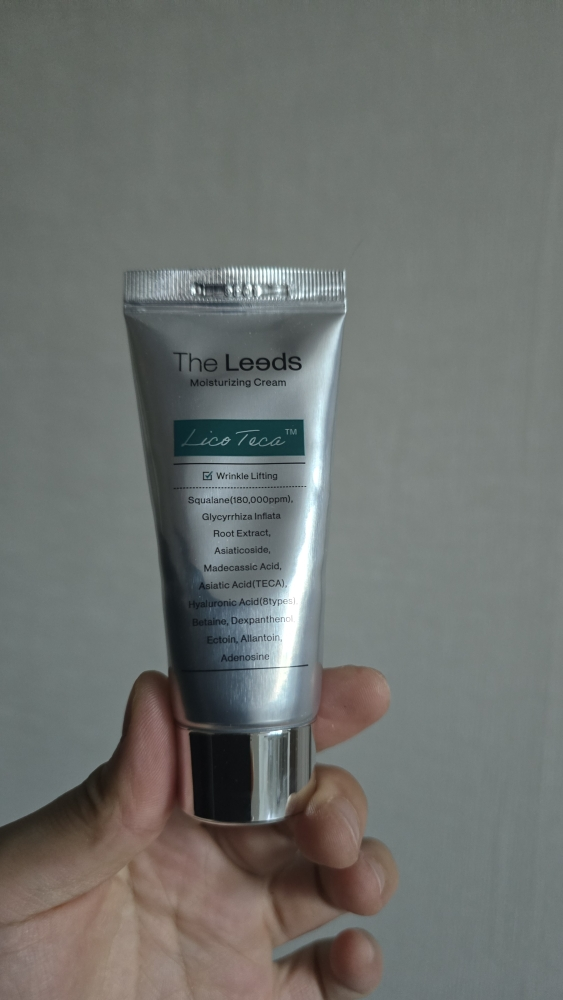 The Leeds
Moisturizing Cream
Lico Teca™
Wrinkle Lifting
Squalane(180,000ppm),
Glycyrrhiza Inflata
Root Extract,
Asiaticoside,
Madecassic Acid,
Asiatic Acid(TECA),
Hyaluronic Acid(8types),
Betaine, Dexpanthenol,
Ectoin, Allantoin,
Adenosine